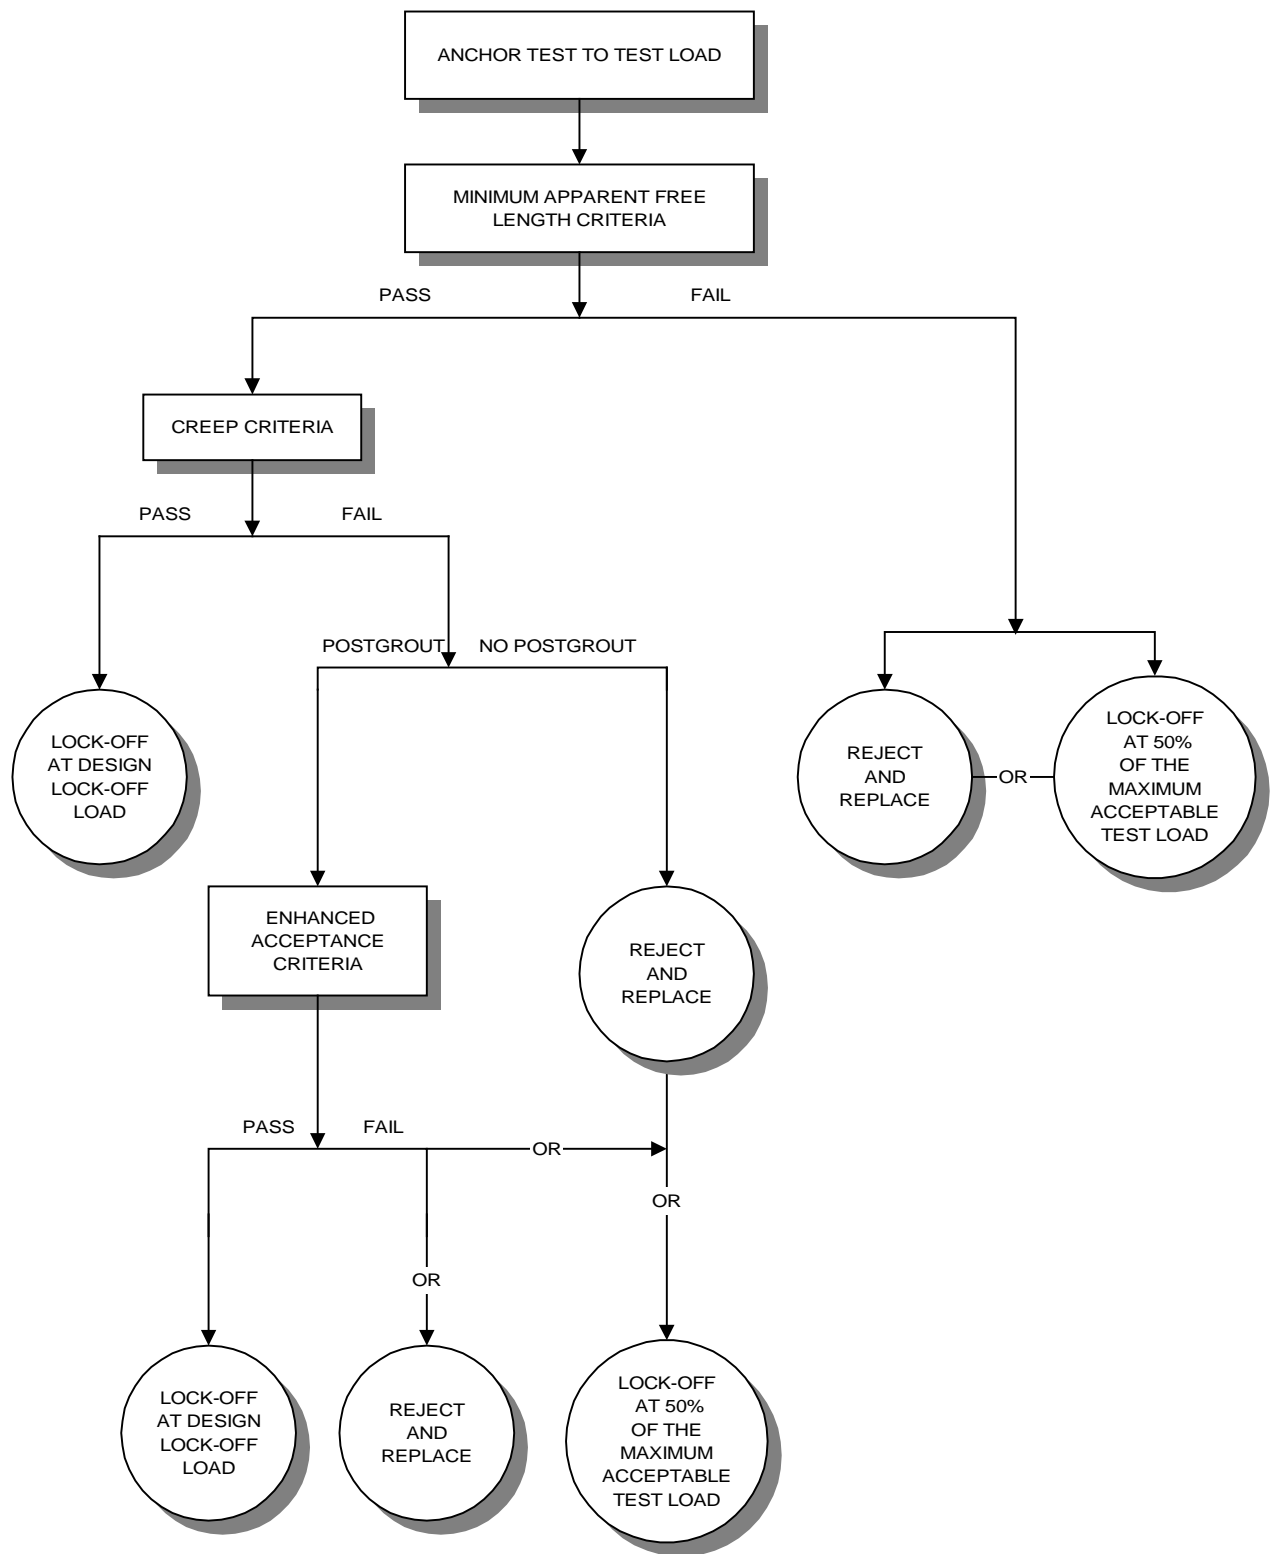 ANCHOR TEST TO TEST LOAD
MINIMUM APPARENT FREE
LENGTH CRITERIA
PASS
FAIL
CREEP CRITERIA
PASS
FAIL
POSTGROUT
NO POSTGROUT
LOCK-OFF
AT DESIGN
LOCK-OFF
LOAD
REJECT
AND
REPLACE
OR
LOCK-OFF
AT 50%
OF THE
MAXIMUM
ACCEPTABLE
TEST LOAD
ENHANCED
ACCEPTANCE
CRITERIA
REJECT
AND
REPLACE
PASS
FAIL
OR
OR
OR
LOCK-OFF
AT DESIGN
LOCK-OFF
LOAD
REJECT
AND
REPLACE
LOCK-OFF
AT 50%
OF THE
MAXIMUM
ACCEPTABLE
TEST LOAD